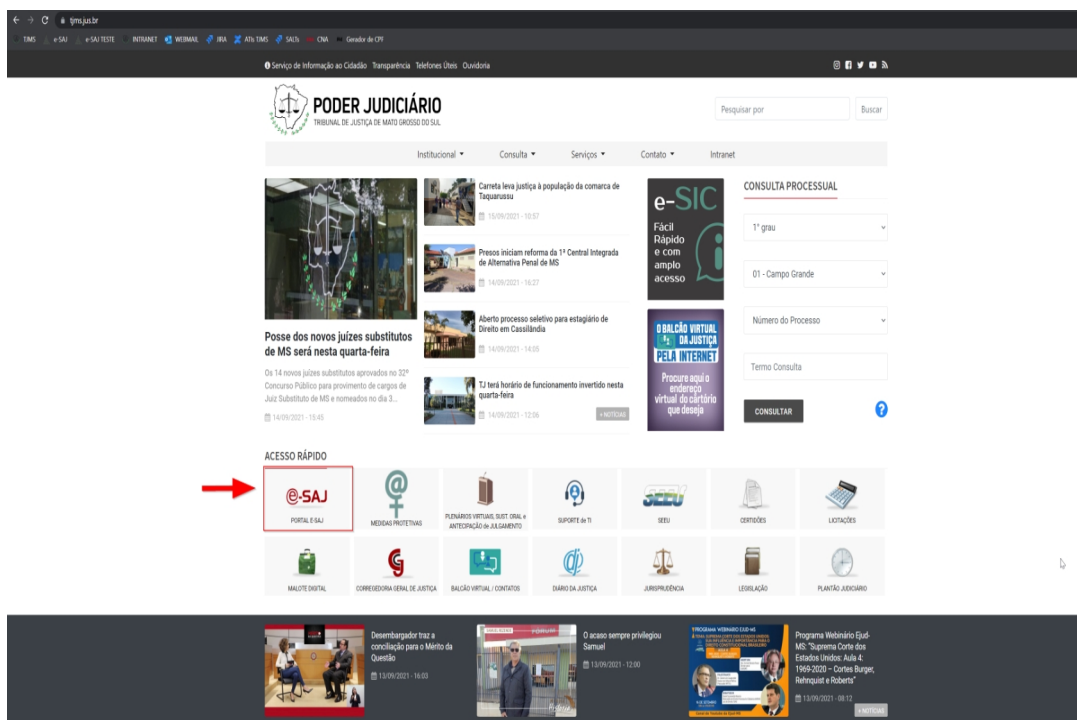 tjms.jus.br
TJMS e-SAJ e-SAJ TESTE INTRANET WEBMAIL JIRA ATIs TJMS SALTs CNA Gerador de CPF
Serviço de Informação ao Cidadão Transparência Telefones Úteis Ouvidoria
PODER JUDICIÁRIO
TRIBUNAL DE JUSTIÇA DE MATO GROSSO DO SUL
Pesquisar por
Buscar
Institucional Consulta Serviços Contato Intranet
Posse dos novos juízes substitutos
de MS será nesta quarta-feira
Os 14 novos juízes substitutos aprovados no 32º
Concurso Público para provimento de cargos de
Juiz Substituto de MS e nomeados no dia 3...
14/09/2021 - 15:45
Carreta leva justiça à população da comarca de
Taquarussu
15/09/2021 - 10:57
Presos iniciam reforma da 1ª Central Integrada
de Alternativa Penal de MS
14/09/2021 - 16:27
Aberto processo seletivo para estagiário de
Direito em Cassilândia
14/09/2021 - 14:05
TJ terá horário de funcionamento invertido nesta
quarta-feira
14/09/2021 - 12:06
+ NOTÍCIAS
e-SIC
Fácil
Rápido
e com
amplo
acesso
O BALCÃO VIRTUAL
DA JUSTIÇA
PELA INTERNET
Procure aqui o
endereço
virtual do cartório
que deseja
CONSULTA PROCESSUAL
1° grau
01 - Campo Grande
Número do Processo
Termo Consulta
CONSULTAR
?
ACESSO RÁPIDO
e-SAJ
PORTAL E-SAJ
MEDIDAS PROTETIVAS
PLENÁRIOS VIRTUAIS, SUST. ORAL e
ANTECIPAÇÃO de JULGAMENTO
SUPORTE de TI
SEEU
SEEU
CERTIDÕES
LICITAÇÕES
MALOTE DIGITAL
CORREGEDORIA GERAL DE JUSTIÇA
BALCÃO VIRTUAL / CONTATOS
DIÁRIO DA JUSTIÇA
JURISPRUDÊNCIA
LEGISLAÇÃO
PLANTÃO JUDICIÁRIO
Desembargador traz a
conciliação para o Mérito da
Questão
13/09/2021 - 16:03
O acaso sempre privilegiou
Samuel
13/09/2021 - 12:00
Programa Webinário Ejud-
MS: "Suprema Corte dos
Estados Unidos: Aula 4:
1969-2020 – Cortes Burger,
Rehnquist e Roberts"
13/09/2021 - 08:12
+ NOTÍCIAS